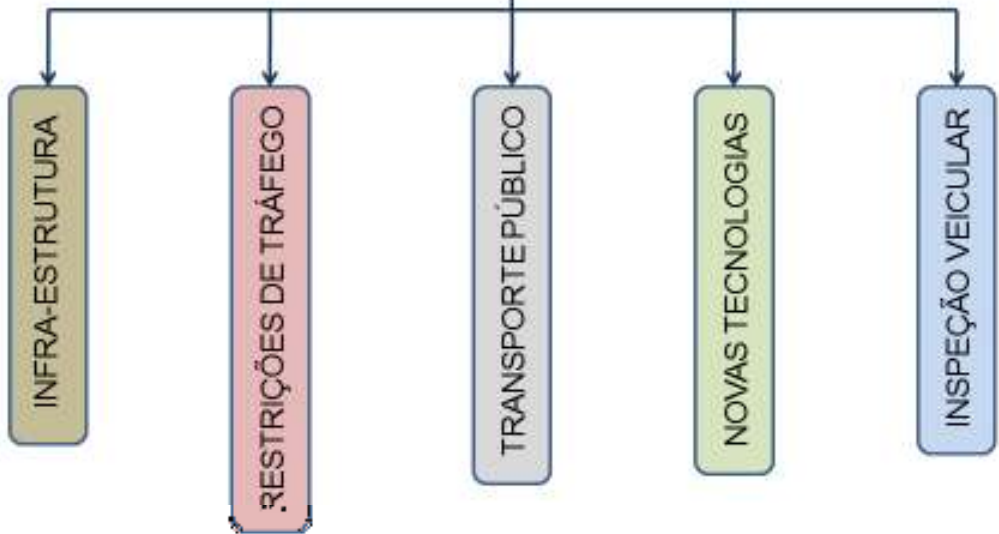 INFRA-ESTRUTURA
RESTRIÇÕES DE TRÁFEGO
TRANSPORTE PÚBLICO
NOVAS TECNOLOGIAS
INSPEÇÃO VEICULAR